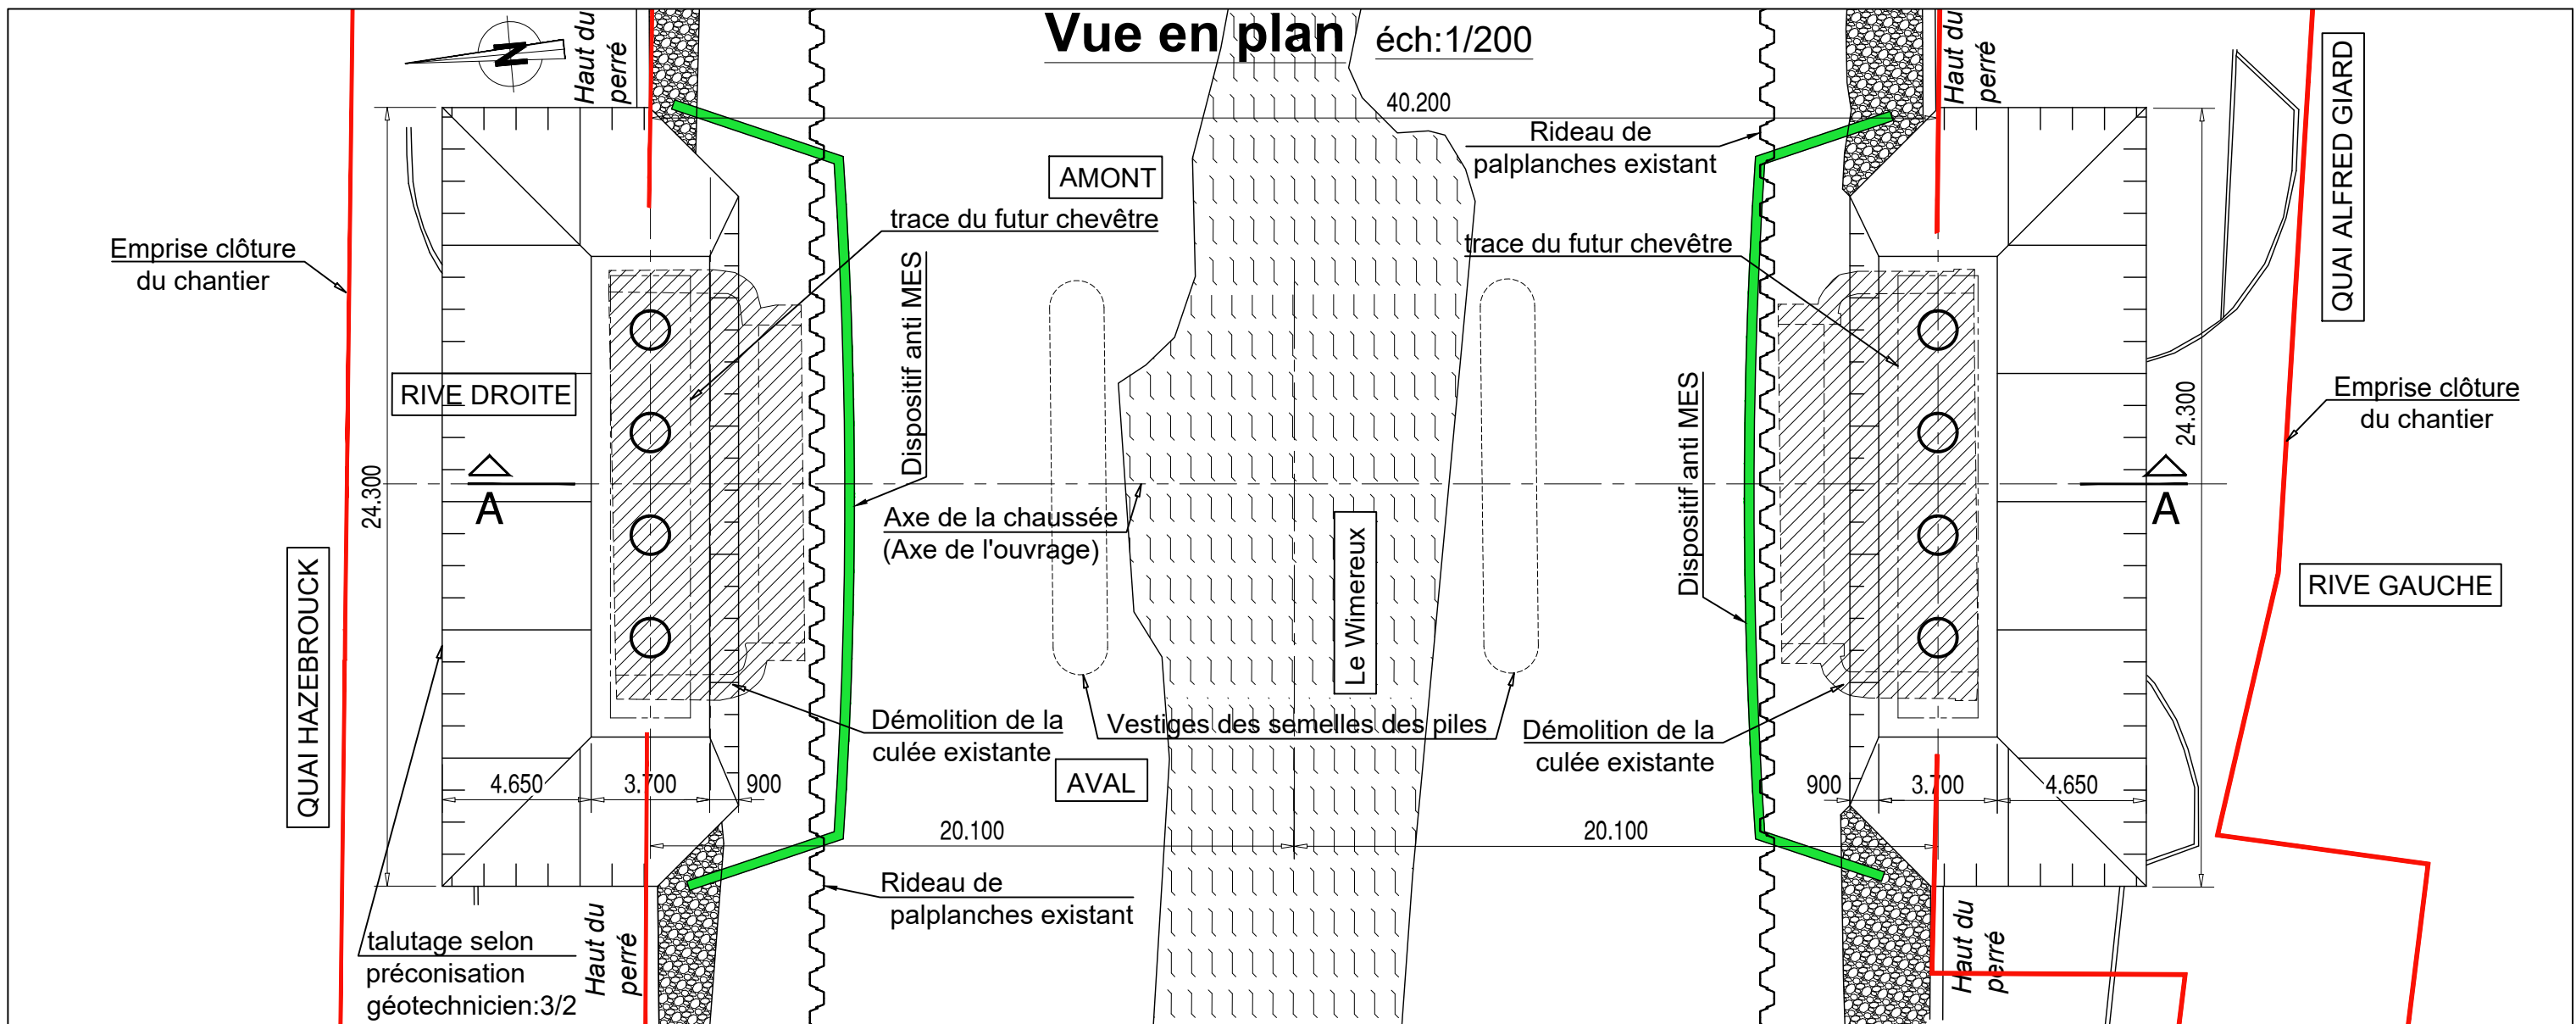 Vue en plan éch:1/200
N
Haut du
perré
Haut du
perré
40.200
Rideau de
palplanches existant
AMONT
trace du futur chevêtre
trace du futur chevêtre
Emprise clôture
du chantier
QUAI ALFRED GIARD
Dispositif anti MES
Dispositif anti MES
RIVE DROITE
Emprise clôture
du chantier
24.300
24.300
A
A
Axe de la chaussée
(Axe de l'ouvrage)
Le Wimereux
RIVE GAUCHE
QUAI HAZEBROUCK
Démolition de la
culée existante
Vestiges des semelles des piles
Démolition de la
culée existante
AVAL
4.650
3.700
900
900
3.700
4.650
20.100
20.100
Rideau de
palplanches existant
talutage selon
préconisation
géotechnicien:3/2
Haut du
perré
Haut du
perré